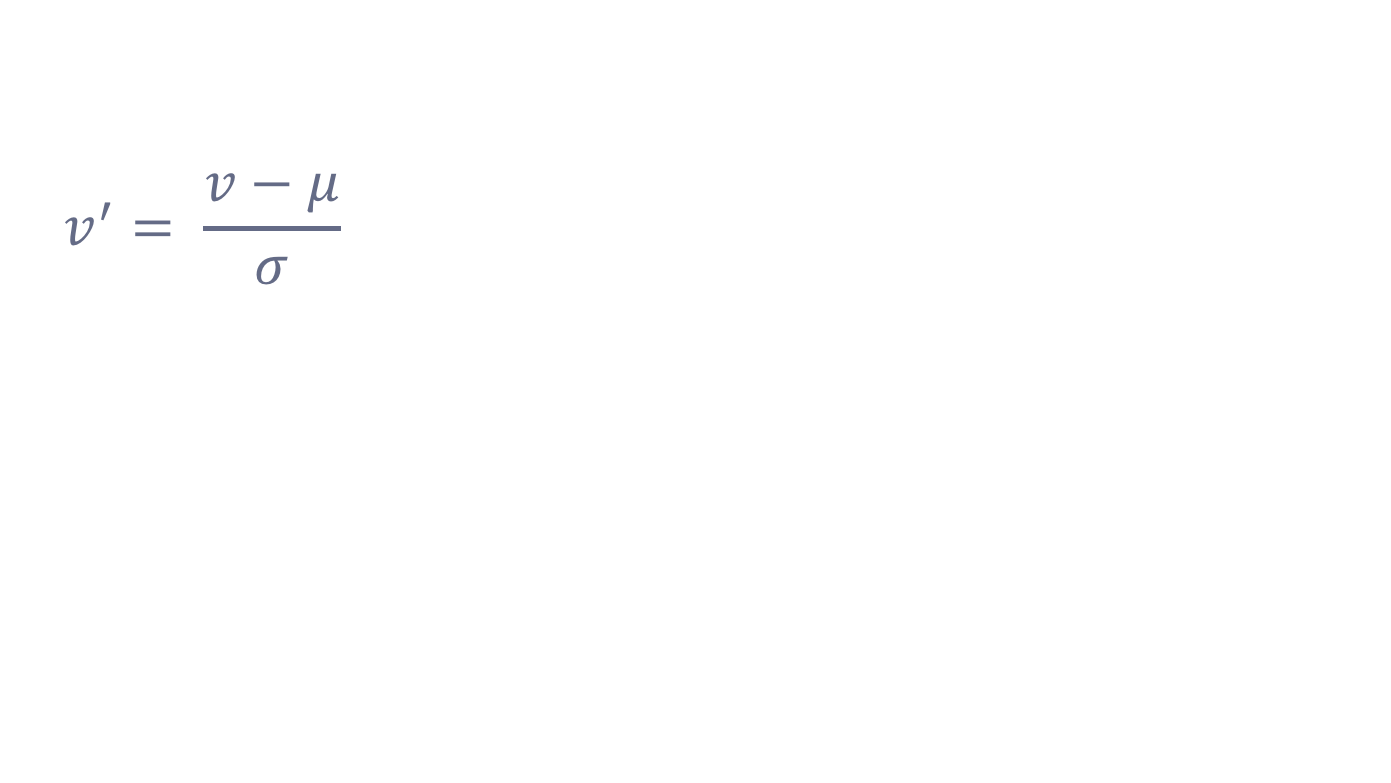 v′ = (v − μ) / σ